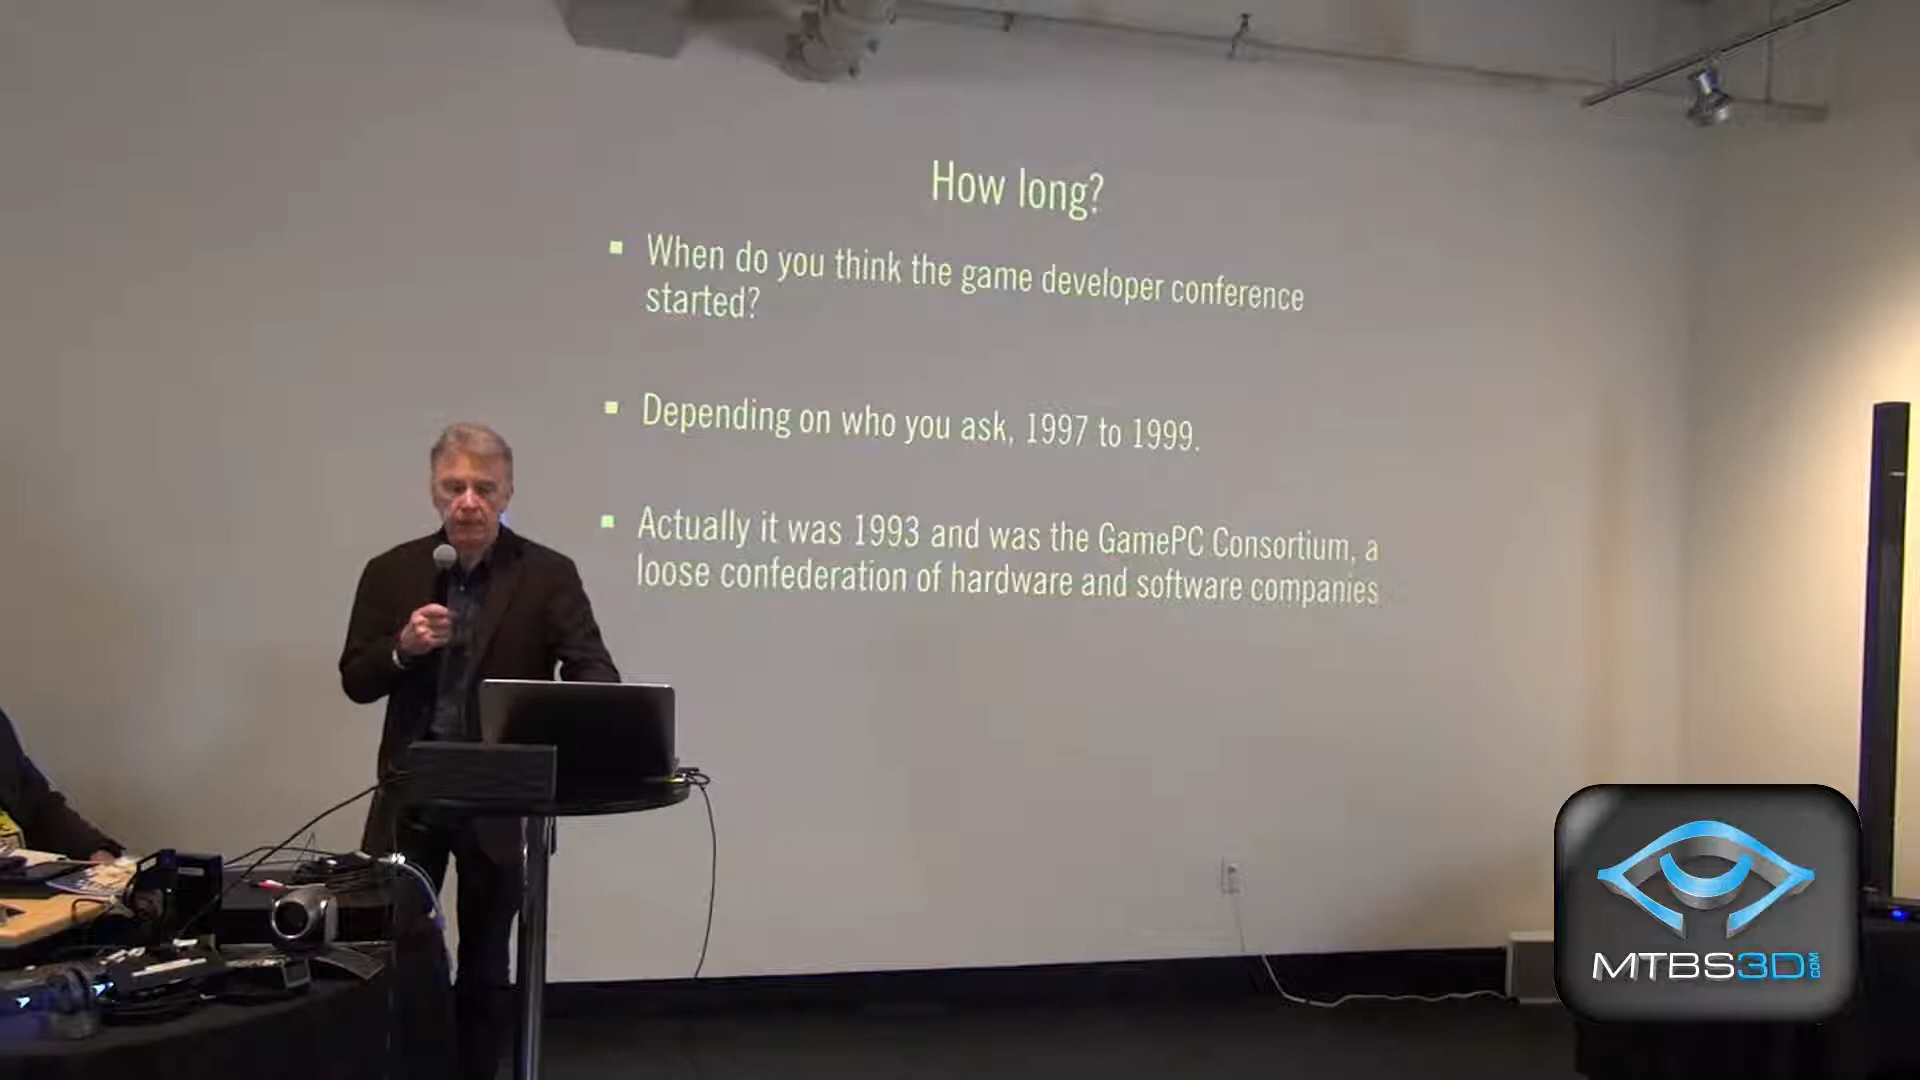 How long?
▪ When do you think the game developer conference
started?
▪ Depending on who you ask, 1997 to 1999.
▪ Actually it was 1993 and was the GamePC Consortium, a
loose confederation of hardware and software companies
MTBS3D.COM